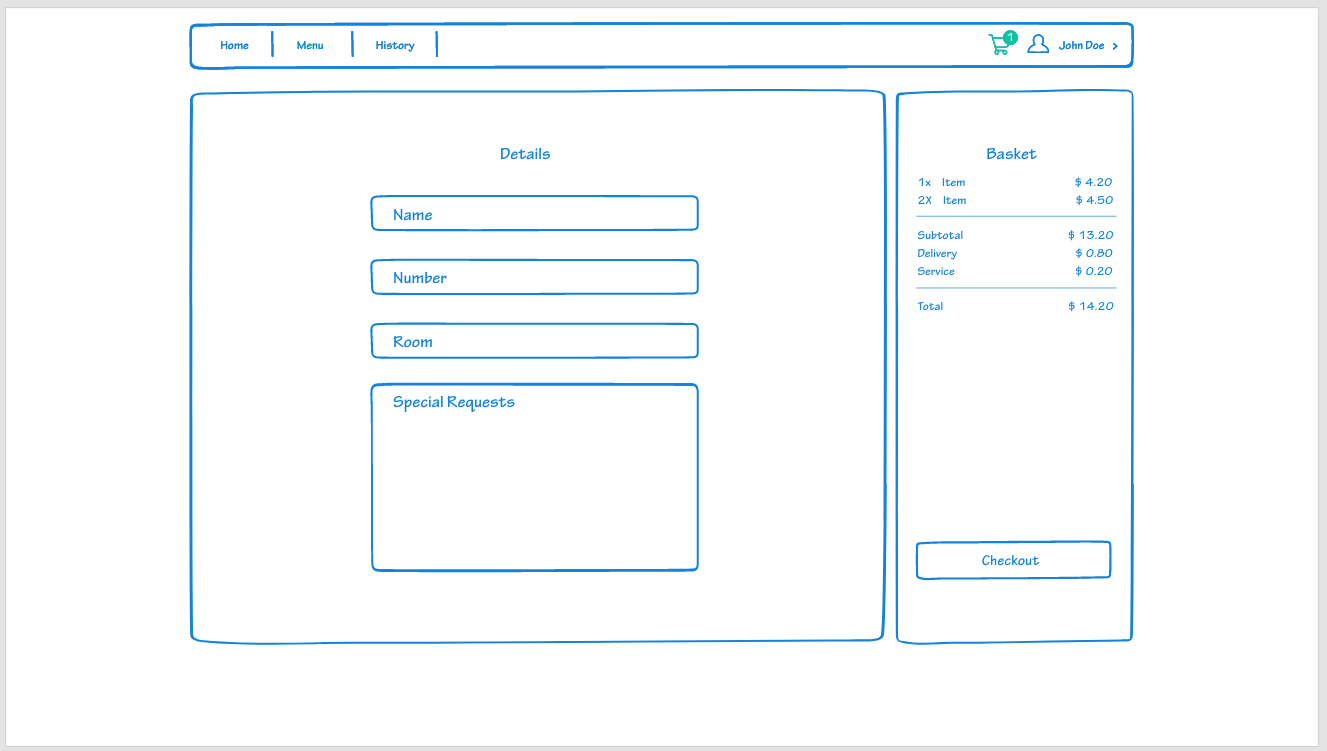 Home Menu History 1 John Doe >
Details
Name
Number
Room
Special Requests
Basket
1x Item $ 4.20
2X Item $ 4.50
Subtotal $ 13.20
Delivery $ 0.80
Service $ 0.20
Total $ 14.20
Checkout